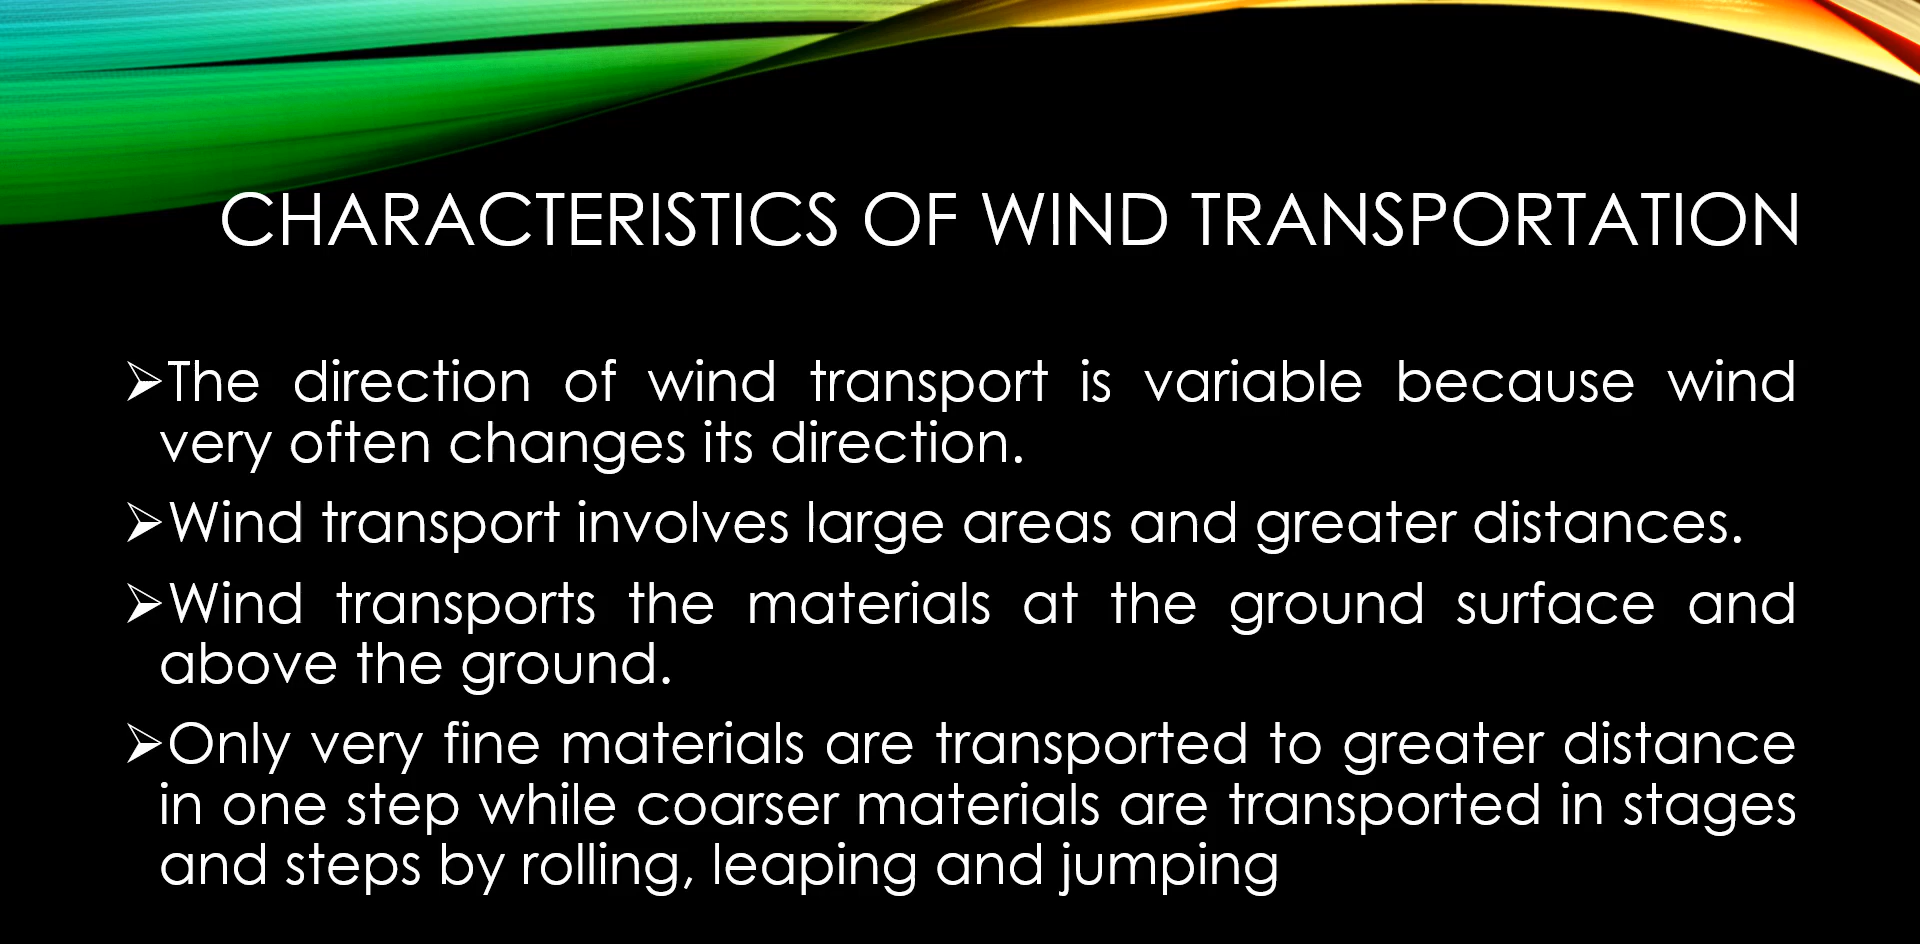 CHARACTERISTICS OF WIND TRANSPORTATION
➢The direction of wind transport is variable because wind
very often changes its direction.
➢Wind transport involves large areas and greater distances.
➢Wind transports the materials at the ground surface and
above the ground.
➢Only very fine materials are transported to greater distance
in one step while coarser materials are transported in stages
and steps by rolling, leaping and jumping